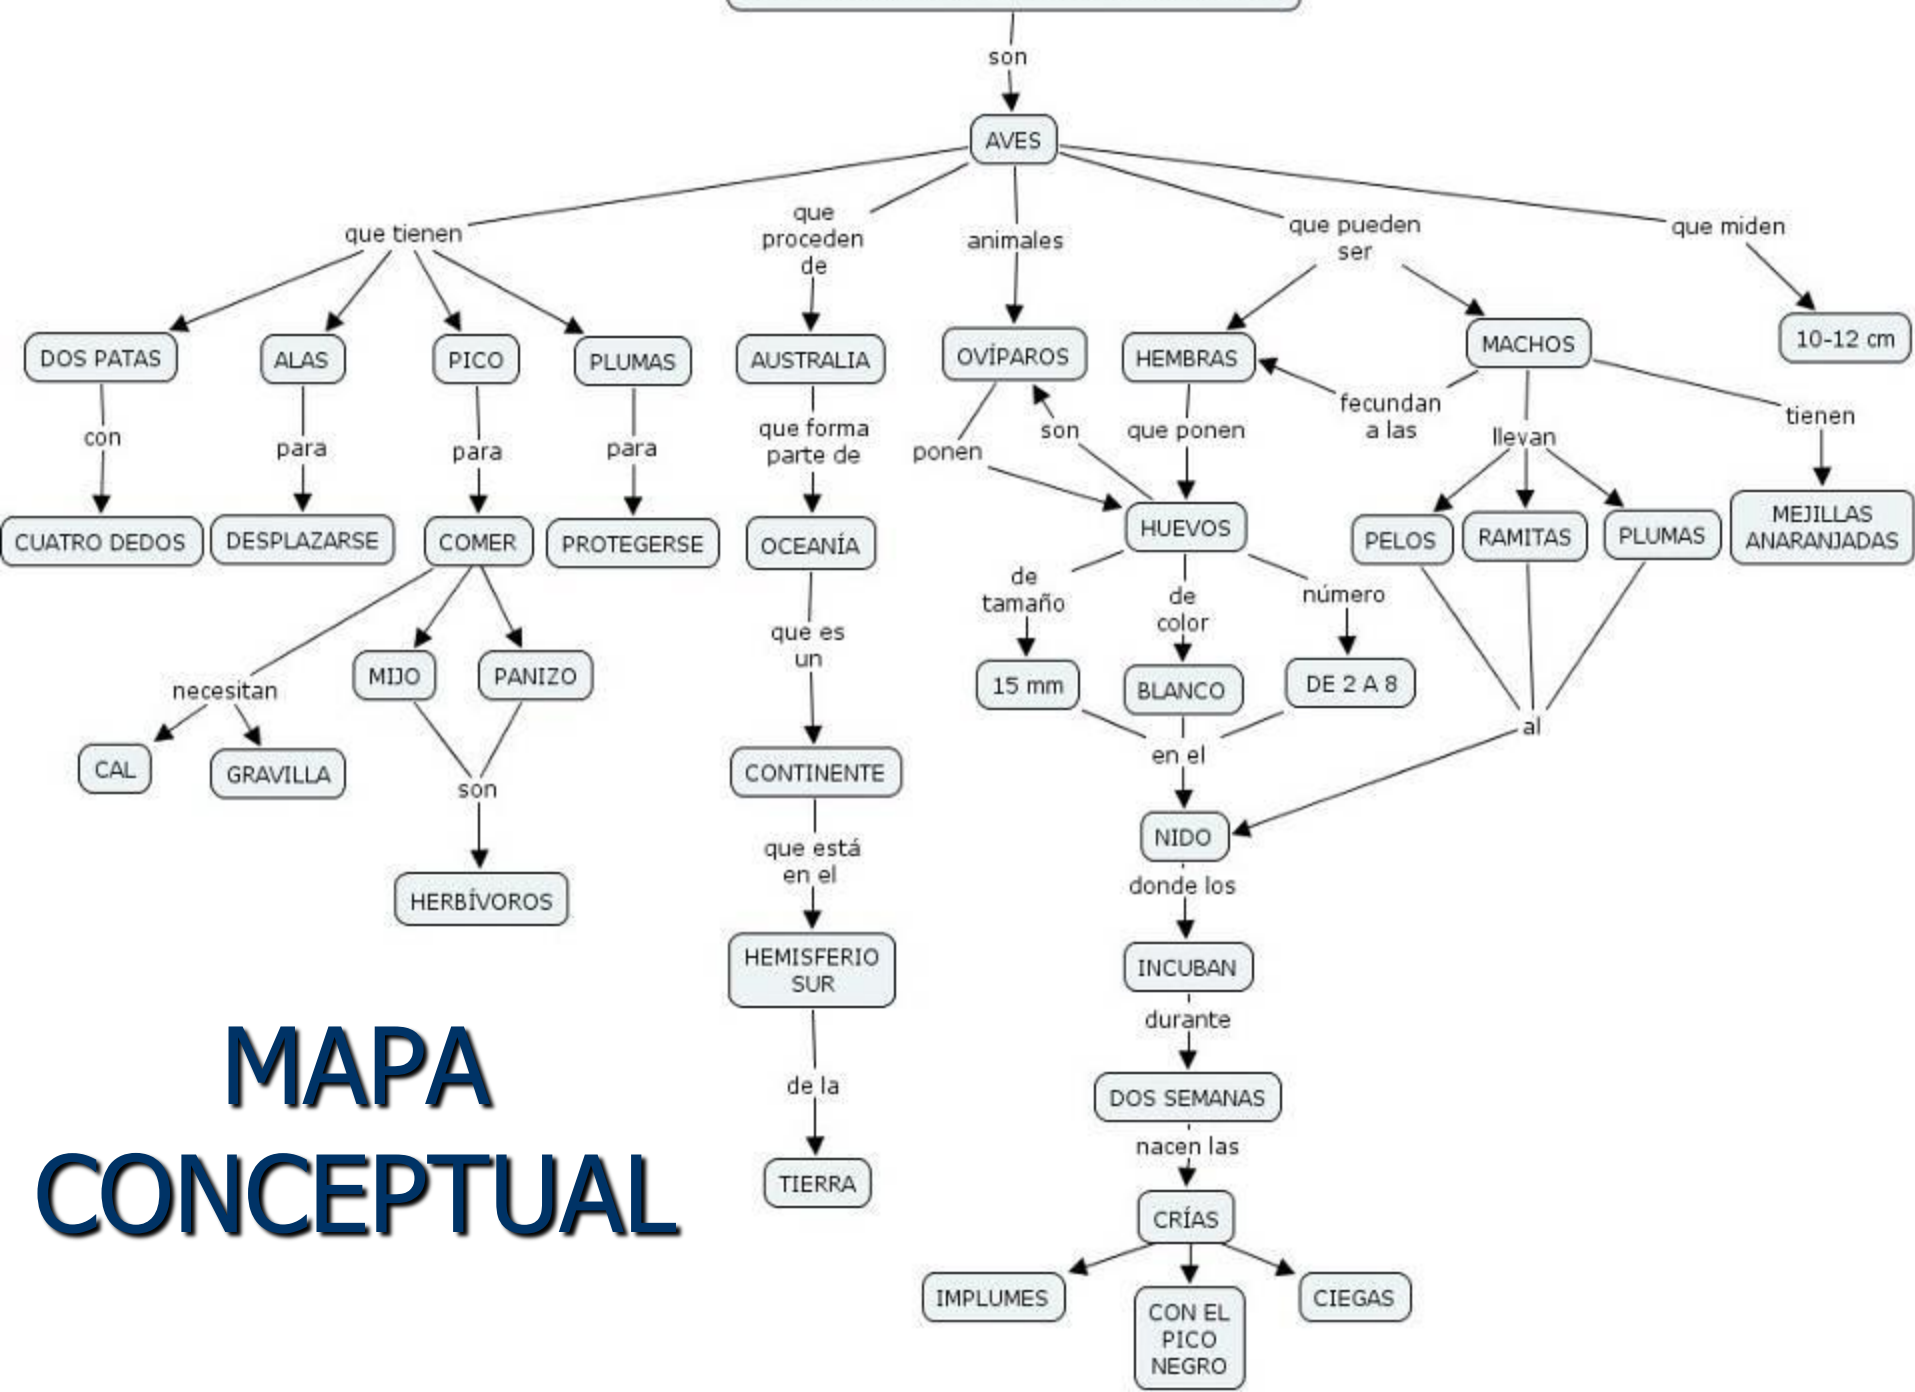 son
AVES
que tienen
que
proceden
de
animales
que pueden
ser
que miden
DOS PATAS
ALAS
PICO
PLUMAS
AUSTRALIA
OVÍPAROS
HEMBRAS
MACHOS
10-12 cm
con
para
para
para
que forma
parte de
ponen
son
que ponen
fecundan
a las
llevan
tienen
CUATRO DEDOS
DESPLAZARSE
COMER
PROTEGERSE
OCEANÍA
HUEVOS
PELOS
RAMITAS
PLUMAS
MEJILLAS
ANARANJADAS
necesitan
MIJO
PANIZO
que es
un
de
tamaño
de
color
número
15 mm
BLANCO
DE 2 A 8
CAL
GRAVILLA
son
CONTINENTE
en el
al
HERBÍVOROS
que está
en el
NIDO
donde los
HEMISFERIO
SUR
INCUBAN
durante
de la
DOS SEMANAS
nacen las
TIERRA
CRÍAS
IMPLUMES
CON EL
PICO
NEGRO
CIEGAS
MAPA
CONCEPTUAL